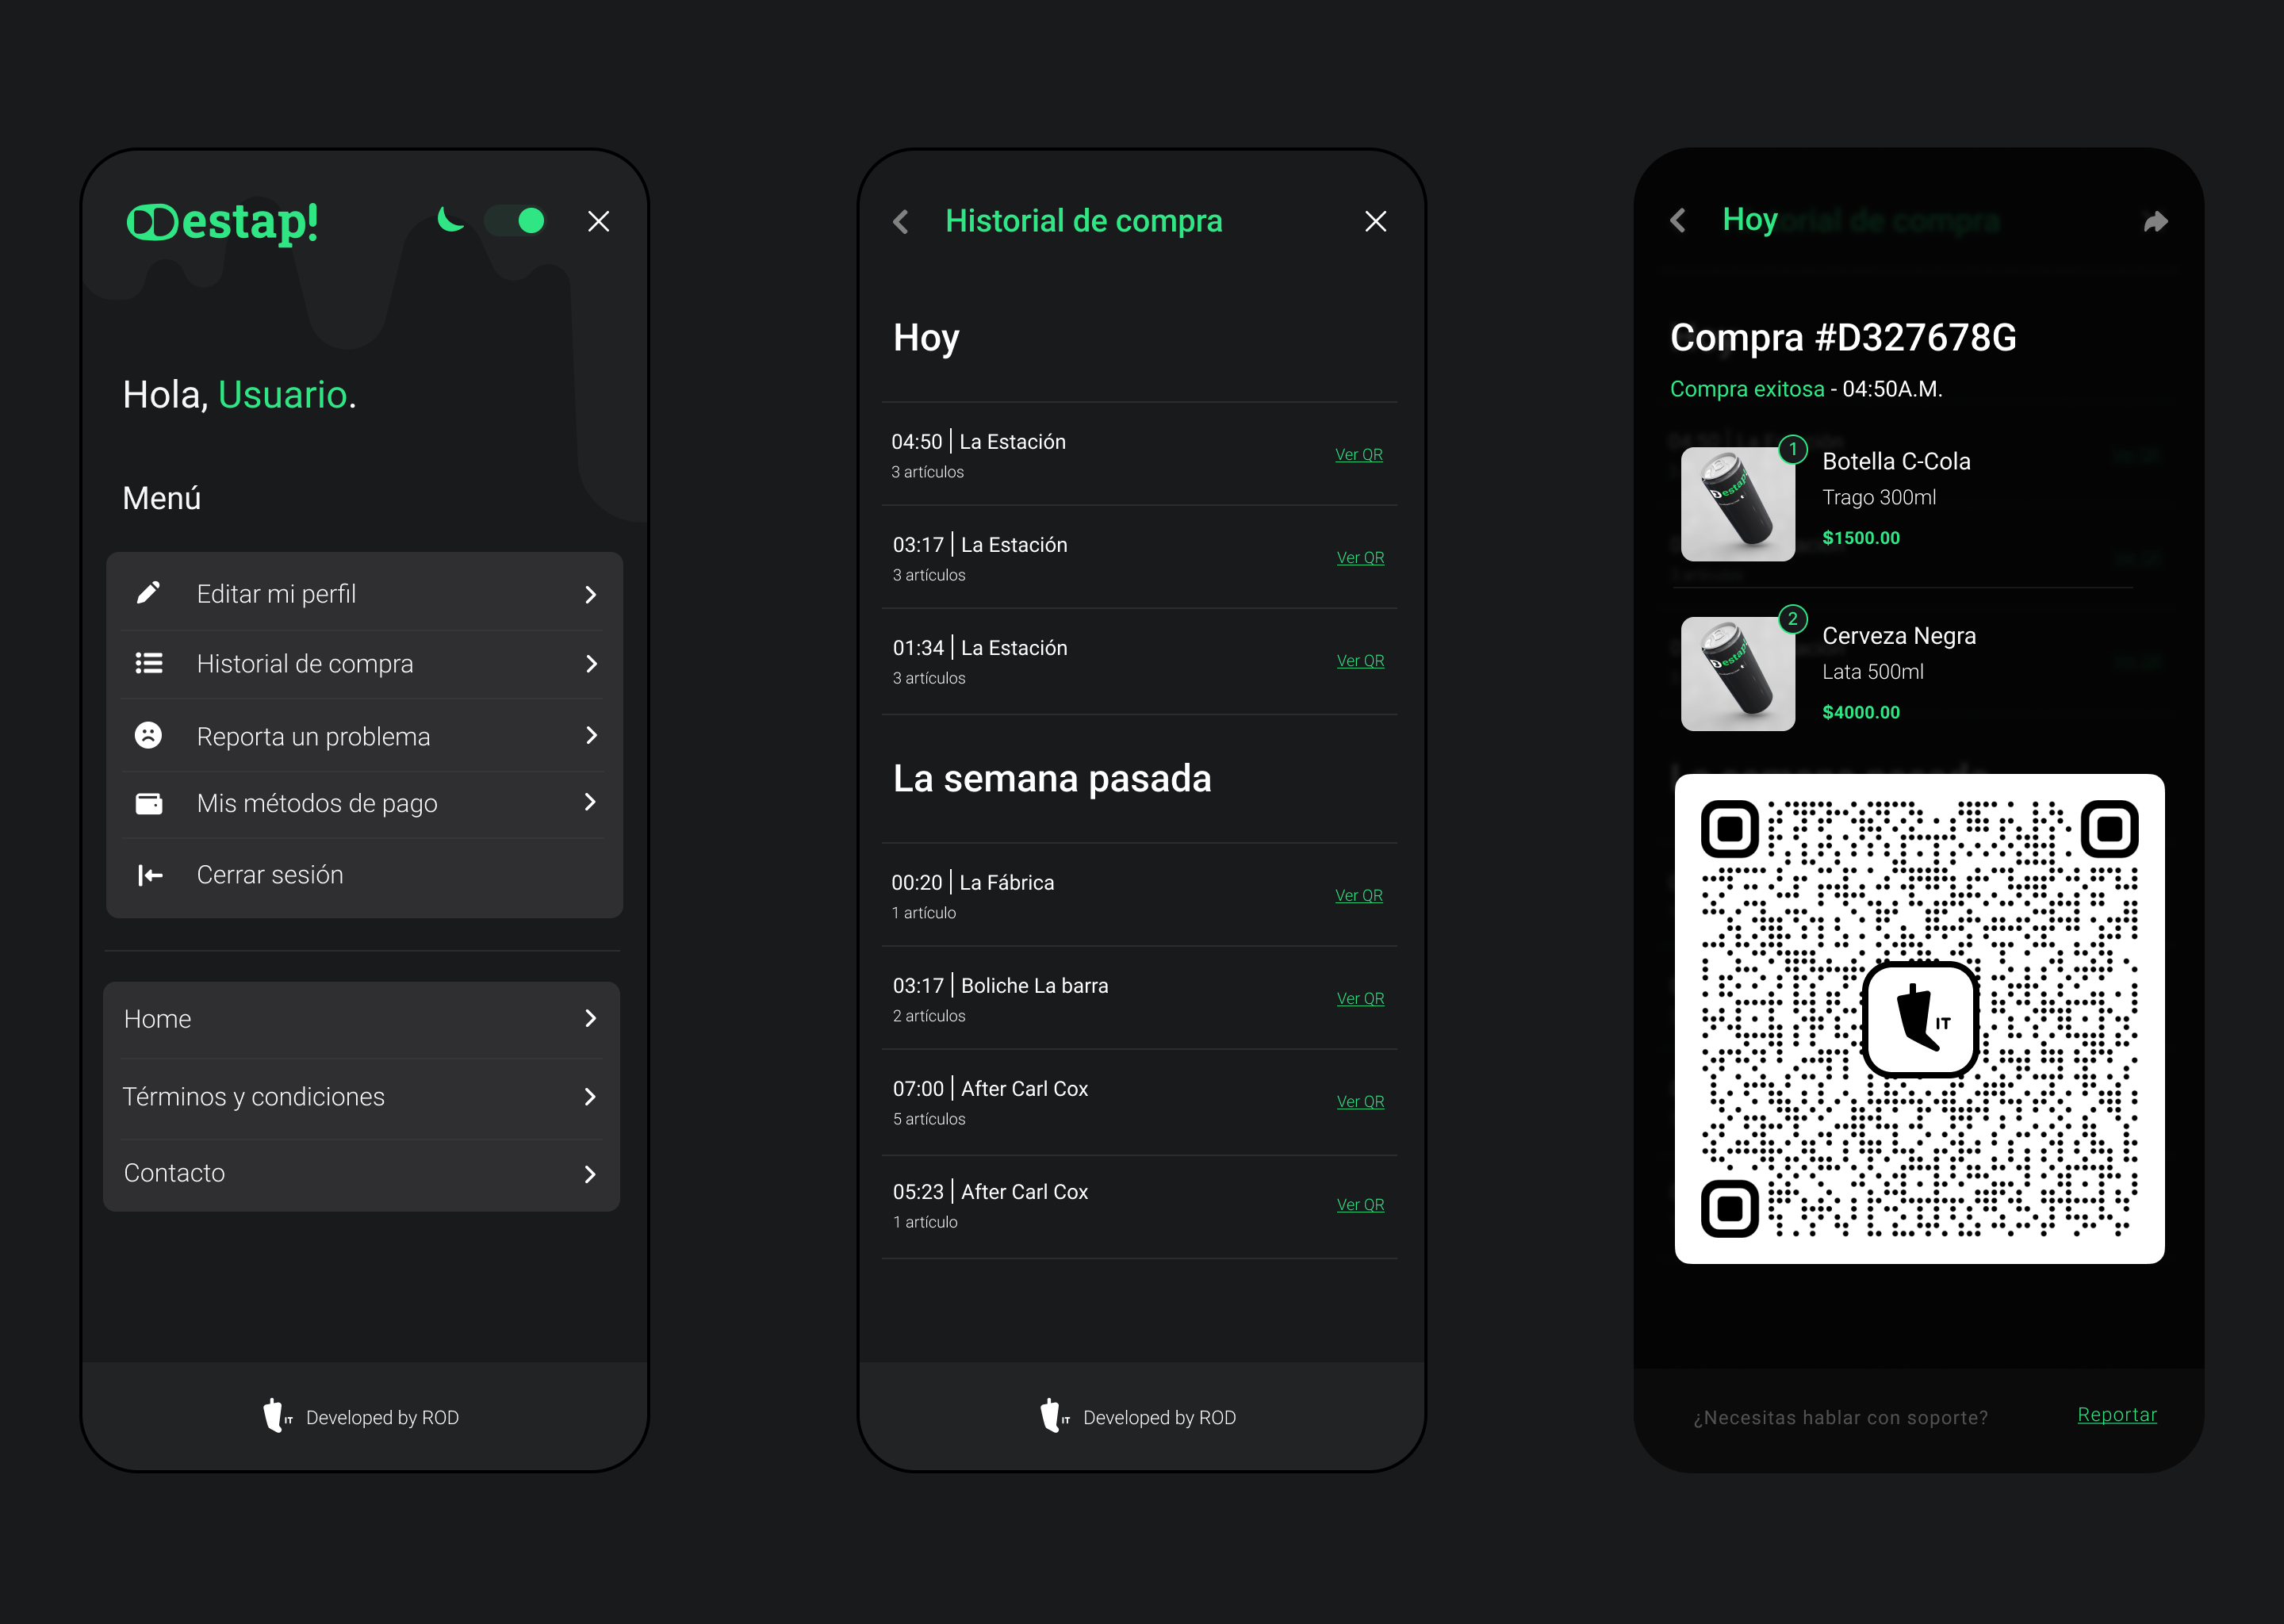 Destap!
Hola, Usuario.
Menú
Editar mi perfil
Historial de compra
Reporta un problema
Mis métodos de pago
Cerrar sesión
Home
Términos y condiciones
Contacto
IT Developed by ROD
Historial de compra
Hoy
04:50 | La Estación
3 artículos
Ver QR
03:17 | La Estación
3 artículos
Ver QR
01:34 | La Estación
3 artículos
Ver QR
La semana pasada
00:20 | La Fábrica
1 artículo
Ver QR
03:17 | Boliche La barra
2 artículos
Ver QR
07:00 | After Carl Cox
5 artículos
Ver QR
05:23 | After Carl Cox
1 artículo
Ver QR
IT Developed by ROD
Hoy
Compra #D327678G
Compra exitosa - 04:50A.M.
Destap!
1
Botella C-Cola
Trago 300ml
$1500.00
Destap!
2
Cerveza Negra
Lata 500ml
$4000.00
IT
¿Necesitas hablar con soporte?
Reportar